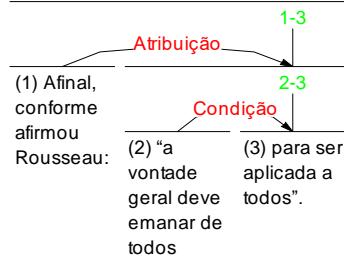 1-3
Atribuição
(1) Afinal,
conforme
afirmou
Rousseau:
2-3
Condição
(2) “a
vontade
geral deve
emanar de
todos
(3) para ser
aplicada a
todos”.